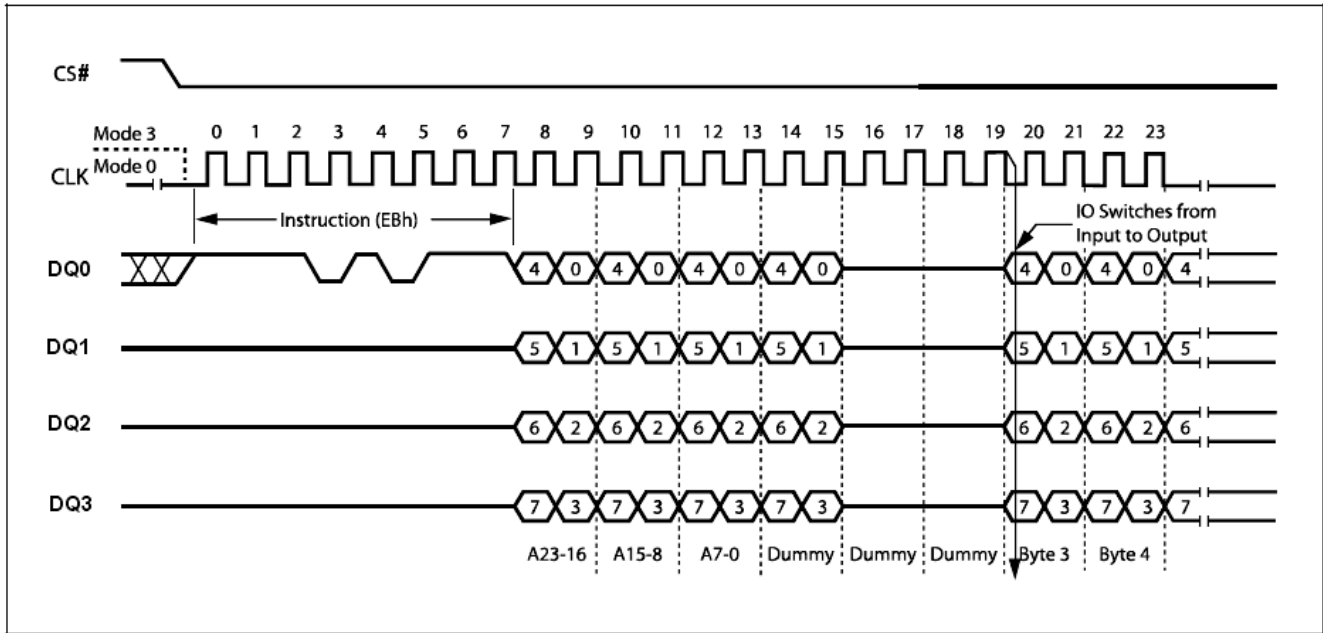 CS#
Mode 3
0 1 2 3 4 5 6 7 8 9 10 11 12 13 14 15 16 17 18 19 20 21 22 23
CLK Mode 0
Instruction (EBh)
IO Switches from
Input to Output
DQ0 4 0 4 0 4 0 4 0 4 0 4 0 4
DQ1 5 1 5 1 5 1 5 1 5 1 5 1 5
DQ2 6 2 6 2 6 2 6 2 6 2 6 2 6
DQ3 7 3 7 3 7 3 7 3 7 3 7 3 7
A23-16 A15-8 A7-0 Dummy Dummy Dummy Byte 3 Byte 4